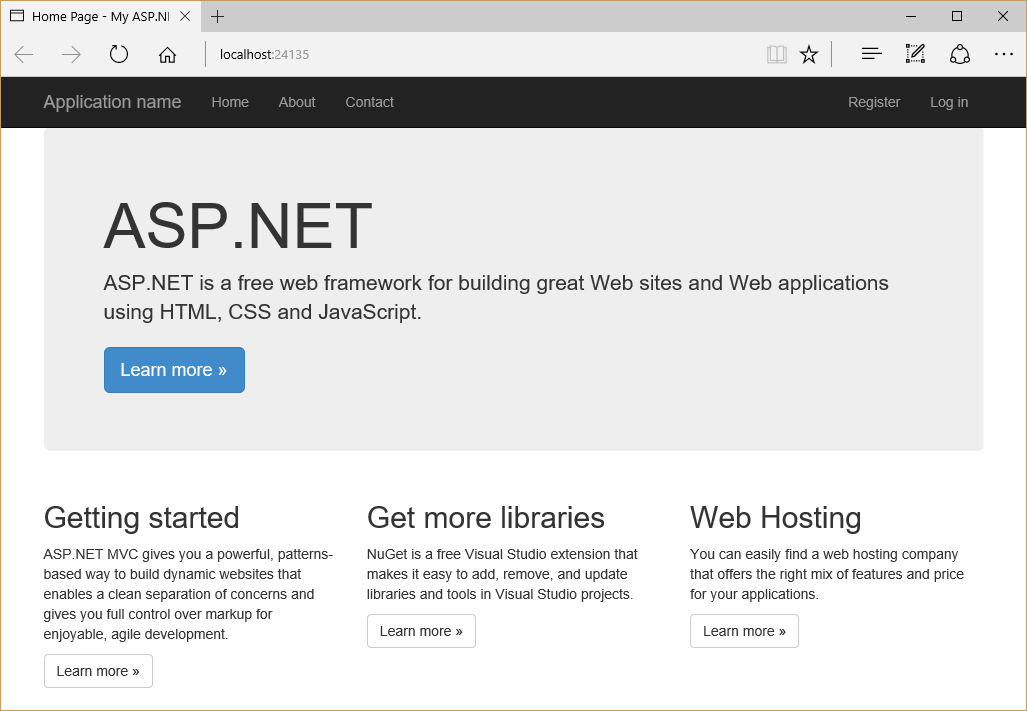 Home Page - My ASP.NE
localhost:24135
Application name Home About Contact Register Log in
ASP.NET
ASP.NET is a free web framework for building great Web sites and Web applications
using HTML, CSS and JavaScript.
Learn more »
Getting started
ASP.NET MVC gives you a powerful, patterns-
based way to build dynamic websites that
enables a clean separation of concerns and
gives you full control over markup for
enjoyable, agile development.
Learn more »
Get more libraries
NuGet is a free Visual Studio extension that
makes it easy to add, remove, and update
libraries and tools in Visual Studio projects.
Learn more »
Web Hosting
You can easily find a web hosting company
that offers the right mix of features and price
for your applications.
Learn more »